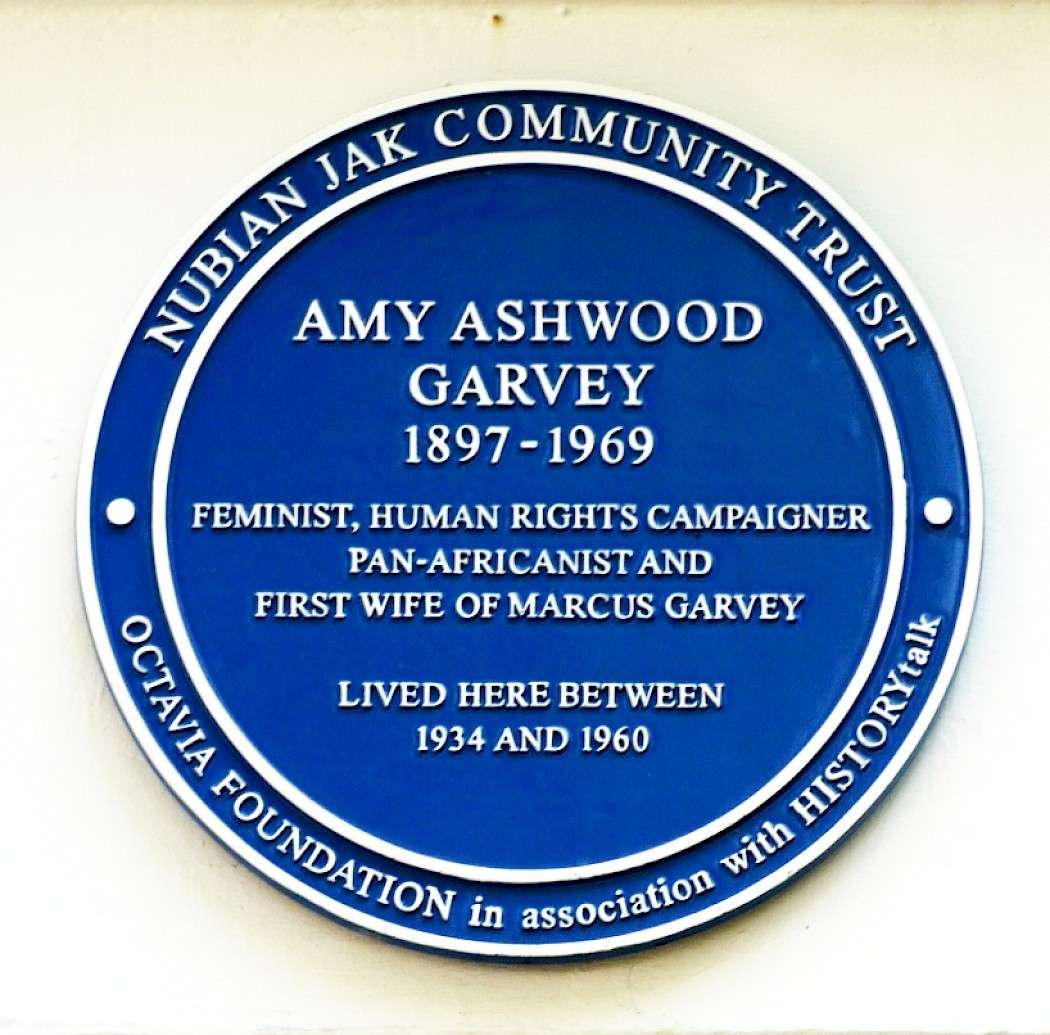 NUBIAN JAK COMMUNITY TRUST
AMY ASHWOOD
GARVEY
1897-1969
FEMINIST, HUMAN RIGHTS CAMPAIGNER
PAN-AFRICANIST AND
FIRST WIFE OF MARCUS GARVEY
LIVED HERE BETWEEN
1934 AND 1960
OCTAVIA FOUNDATION in association with HISTORYtalk